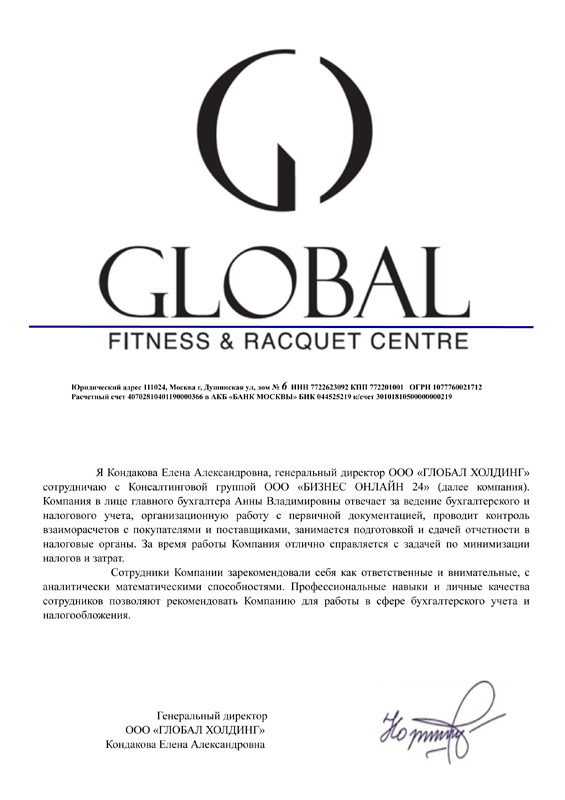 GLOBAL
FITNESS & RACQUET CENTRE
Юридический адрес 111024, Москва г, Душинская ул, дом № 6 ИНН 7722623092 КПП 772201001 ОГРН 1077760021712
Расчетный счет 40702810401190000366 в АКБ «БАНК МОСКВЫ» БИК 044525219 к/счет 30101810500000000219
Я Кондакова Елена Александровна, генеральный директор ООО «ГЛОБАЛ ХОЛДИНГ»
сотрудничаю с Консалтинговой группой ООО «БИЗНЕС ОНЛАЙН 24» (далее компания).
Компания в лице главного бухгалтера Анны Владимировны отвечает за ведение бухгалтерского и
налогового учета, организационную работу с первичной документацией, проводит контроль
взаиморасчетов с покупателями и поставщиками, занимается подготовкой и сдачей отчетности в
налоговые органы. За время работы Компания отлично справляется с задачей по минимизации
налогов и затрат.
Сотрудники Компании зарекомендовали себя как ответственные и внимательные, с
аналитически математическими способностями. Профессиональные навыки и личные качества
сотрудников позволяют рекомендовать Компанию для работы в сфере бухгалтерского учета и
налогообложения.
Генеральный директор
ООО «ГЛОБАЛ ХОЛДИНГ»
Кондакова Елена Александровна